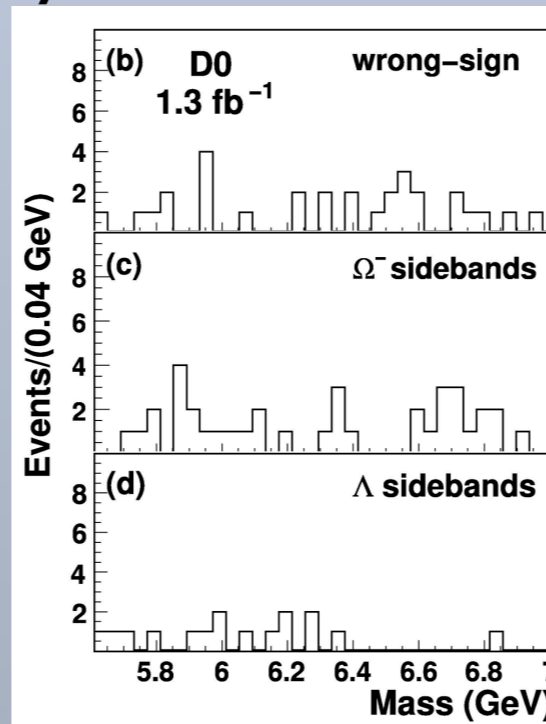 (b) D0 wrong−sign
1.3 fb⁻¹
8
6
4
2
(c) Ω⁻ sidebands
8
6
4
2
(d) Λ sidebands
8
6
4
2
Events/(0.04 GeV)
5.8 6 6.2 6.4 6.6 6.8
Mass (GeV)